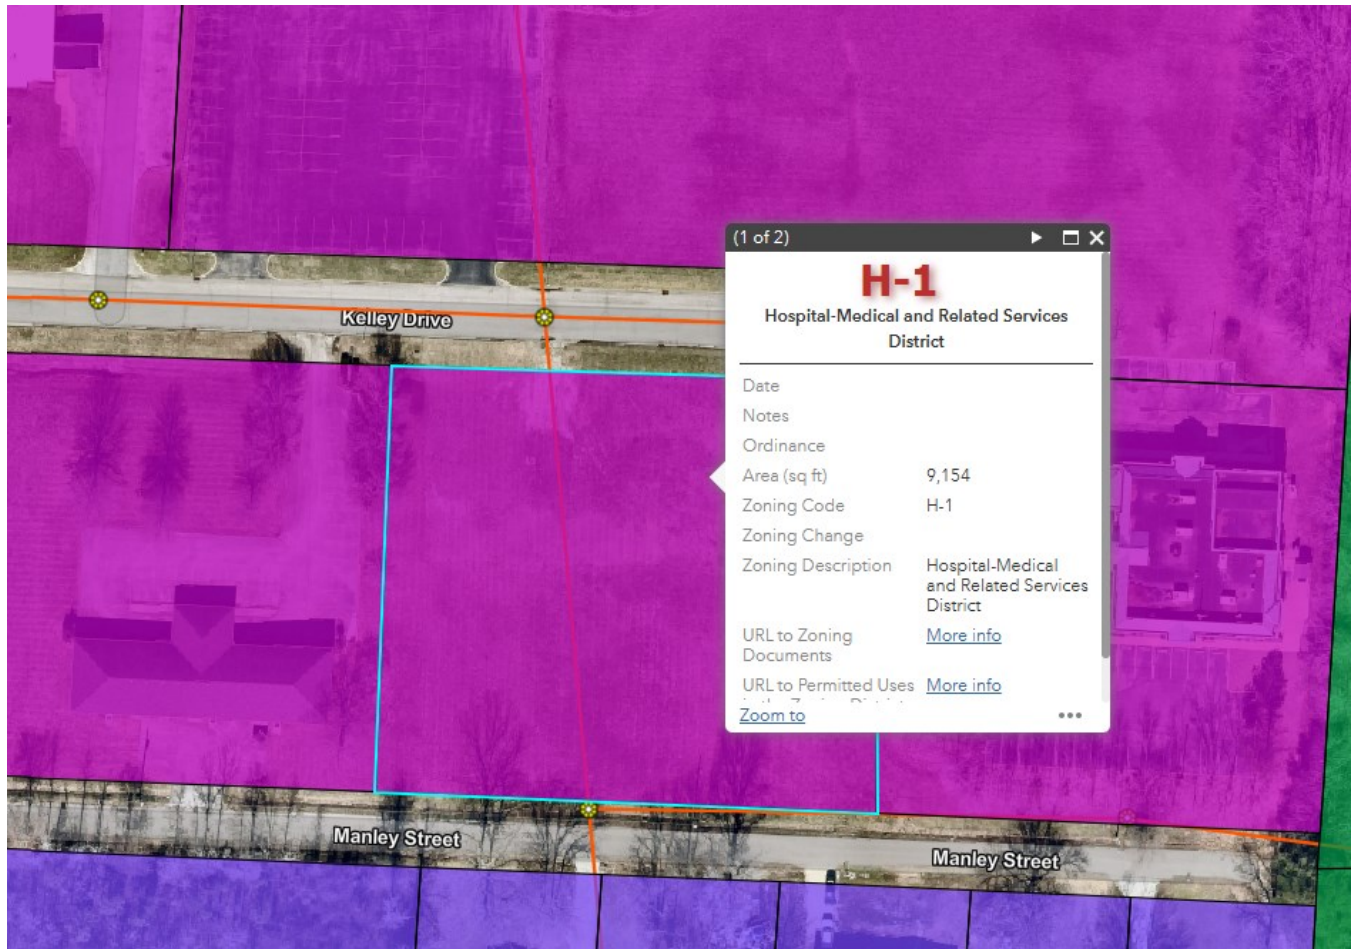 (1 of 2)
H-1
Hospital-Medical and Related Services
District
Kelley Drive
Date
Notes
Ordinance
Area (sq ft) 9,154
Zoning Code H-1
Zoning Change
Zoning Description Hospital-Medical
and Related Services
District
URL to Zoning More info
Documents
URL to Permitted Uses More info
Zoom to
Manley Street
Manley Street